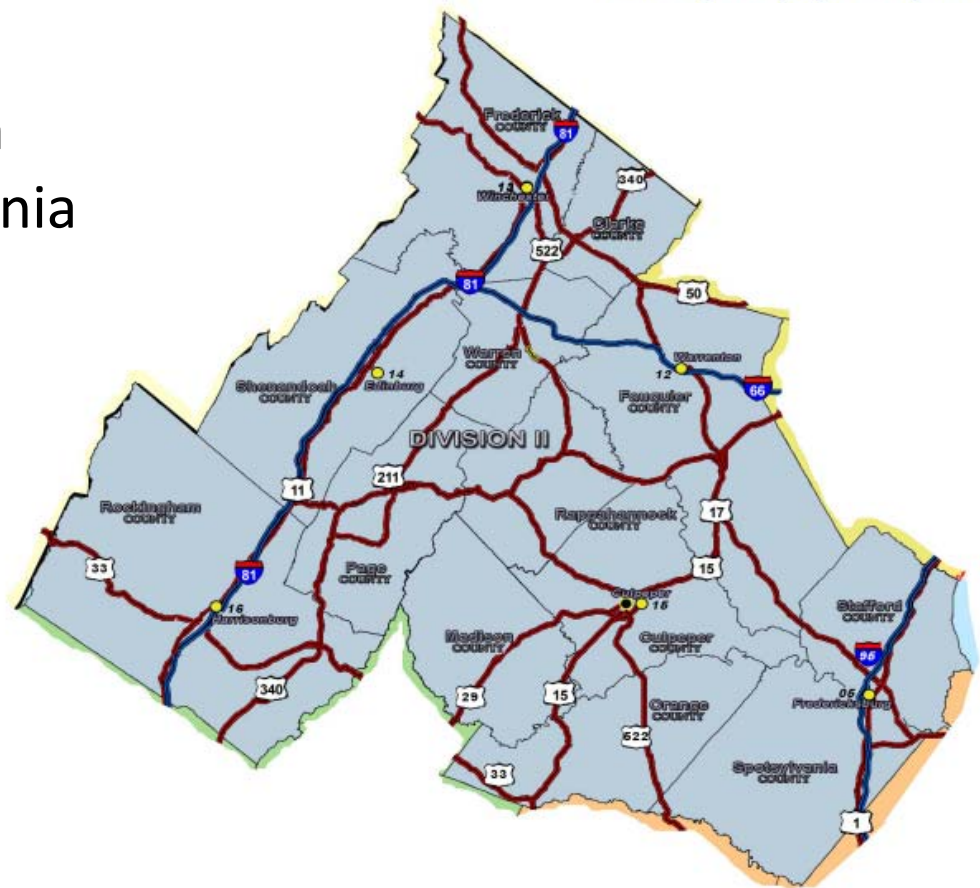 nia
Frederick
COUNTY
81
13
Winchester
340
Clarke
COUNTY
522
81
50
Warren
COUNTY
Warrenton
12
66
14
Edinburg
Shenandoah
COUNTY
Fauquier
COUNTY
DIVISION II
211
11
Rockingham
COUNTY
17
Rappahannock
COUNTY
33
81
Page
COUNTY
15
Culpeper
16
16
Harrisonburg
Stafford
COUNTY
Madison
COUNTY
Culpeper
COUNTY
95
340
29
15
05
Fredericksburg
Orange
COUNTY
522
33
Spotsylvania
COUNTY
1